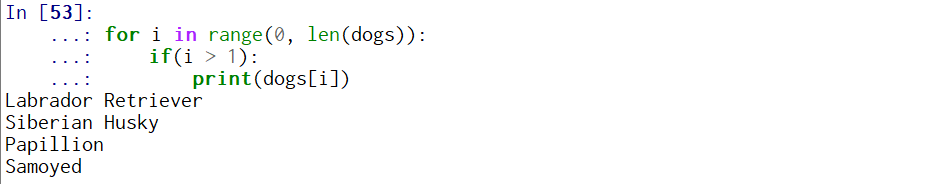 In [53]:
   ...: for i in range(0, len(dogs)):
   ...:     if(i > 1):
   ...:         print(dogs[i])
Labrador Retriever
Siberian Husky
Papillion
Samoyed